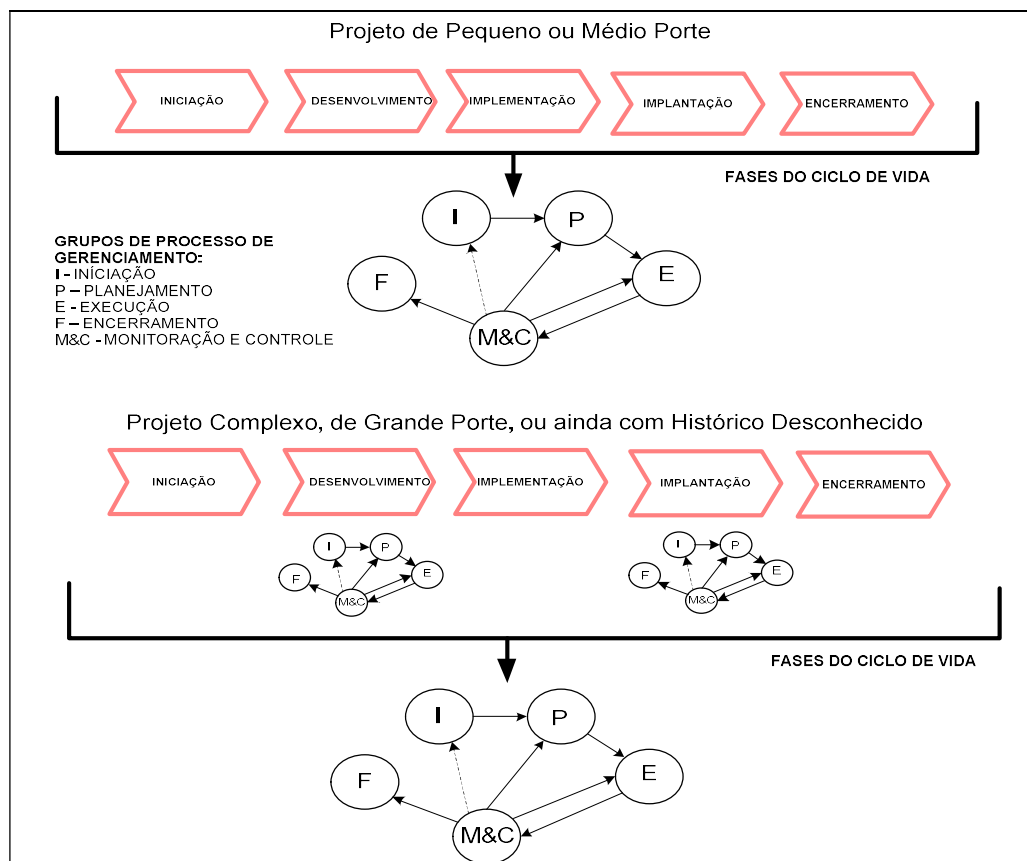 Projeto de Pequeno ou Médio Porte
INICIAÇÃO
DESENVOLVIMENTO
IMPLEMENTAÇÃO
IMPLANTAÇÃO
ENCERRAMENTO
FASES DO CICLO DE VIDA
GRUPOS DE PROCESSO DE
GERENCIAMENTO:
I - INÍCIAÇÃO
P – PLANEJAMENTO
E - EXECUÇÃO
F – ENCERRAMENTO
M&C - MONITORAÇÃO E CONTROLE
I
P
E
F
M&C
Projeto Complexo, de Grande Porte, ou ainda com Histórico Desconhecido
INICIAÇÃO
DESENVOLVIMENTO
IMPLEMENTAÇÃO
IMPLANTAÇÃO
ENCERRAMENTO
I
P
E
F
M&C
I
P
E
F
M&C
FASES DO CICLO DE VIDA
I
P
E
F
M&C